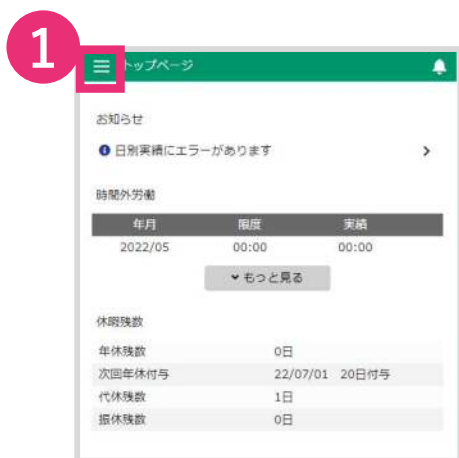 1
トップページ
お知らせ
日別実績にエラーがあります
時間外労働
年月 限度 実績
2022/05 00:00 00:00
もっと見る
休暇残数
年休残数 0日
次回年休付与 22/07/01 20日付与
代休残数 1日
振休残数 0日